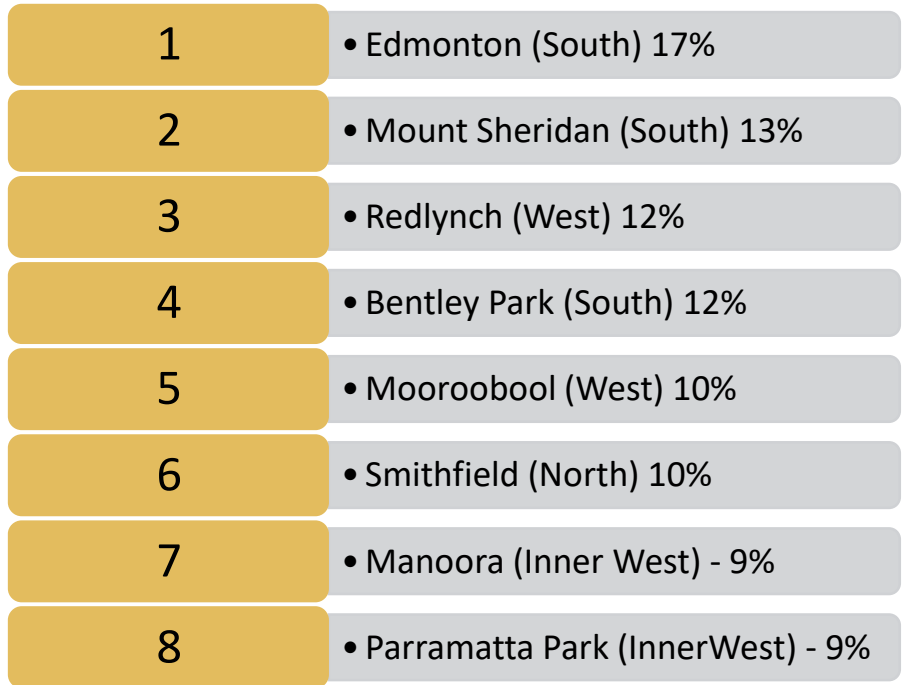 1 • Edmonton (South) 17%
2 • Mount Sheridan (South) 13%
3 • Redlynch (West) 12%
4 • Bentley Park (South) 12%
5 • Mooroobool (West) 10%
6 • Smithfield (North) 10%
7 • Manoora (Inner West) - 9%
8 • Parramatta Park (InnerWest) - 9%